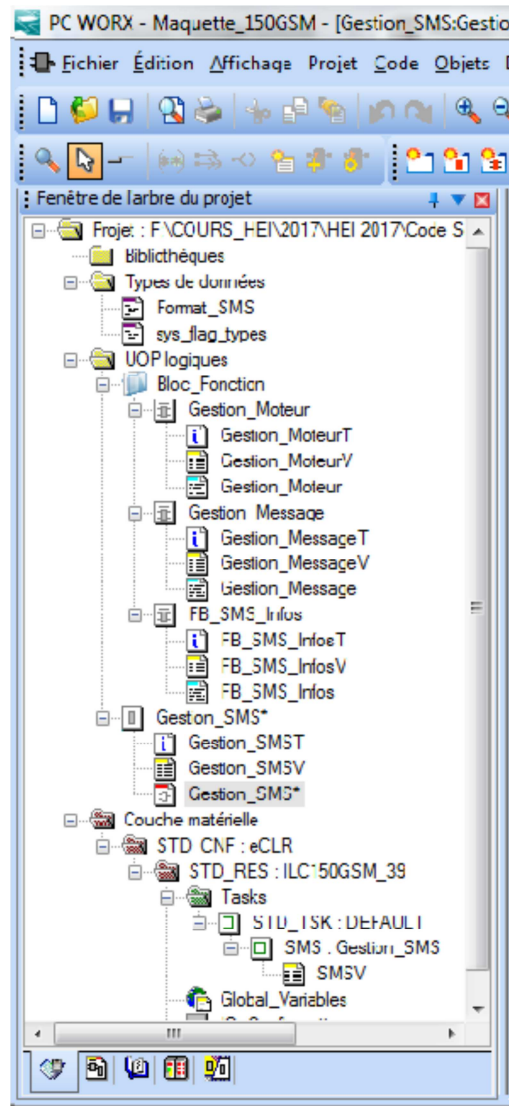 PC WORX - Maquette_150GSM - [Gestion_SMS:Gestio
Fichier Édition Affichage Projet Code Objets
Fenêtre de l'arbre du projet
Projet : F:\COURS_HEI\2017\HEI 2017\Code S
Bibliothèques
Types de données
Format_SMS
sys_flag_types
UOP logiques
Bloc_Fonction
Gestion_Moteur
Gestion_MoteurT
Gestion_MoteurV
Gestion_Moteur
Gestion_Message
Gestion_MessageT
Gestion_MessageV
Gestion_Message
FB_SMS_Infos
FB_SMS_InfosT
FB_SMS_InfosV
FB_SMS_Infos
Gestion_SMS*
Gestion_SMST
Gestion_SMSV
Gestion_SMS*
Couche matérielle
STD_CNF : eCLR
STD_RES : ILC150GSM_39
Tasks
STD_TSK : DEFAULT
SMS : Gestion_SMS
SMSV
Global_Variables